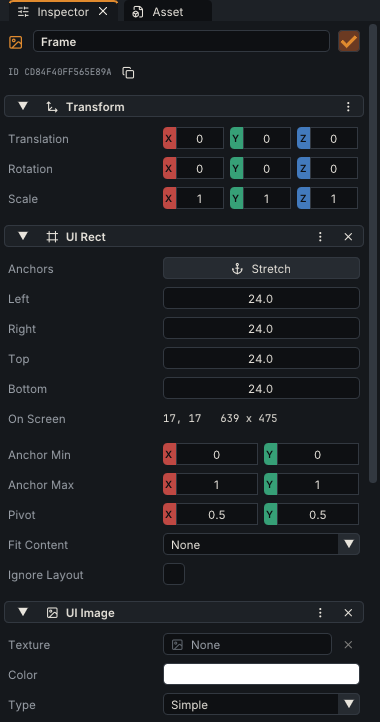 Inspector
Asset
Frame
ID CD84F40FF565E89A
Transform
Translation X 0 Y 0 Z 0
Rotation X 0 Y 0 Z 0
Scale X 1 Y 1 Z 1
UI Rect
Anchors Stretch
Left 24.0
Right 24.0
Top 24.0
Bottom 24.0
On Screen 17, 17 639 x 475
Anchor Min X 0 Y 0
Anchor Max X 1 Y 1
Pivot X 0.5 Y 0.5
Fit Content None
Ignore Layout
UI Image
Texture None
Color
Type Simple